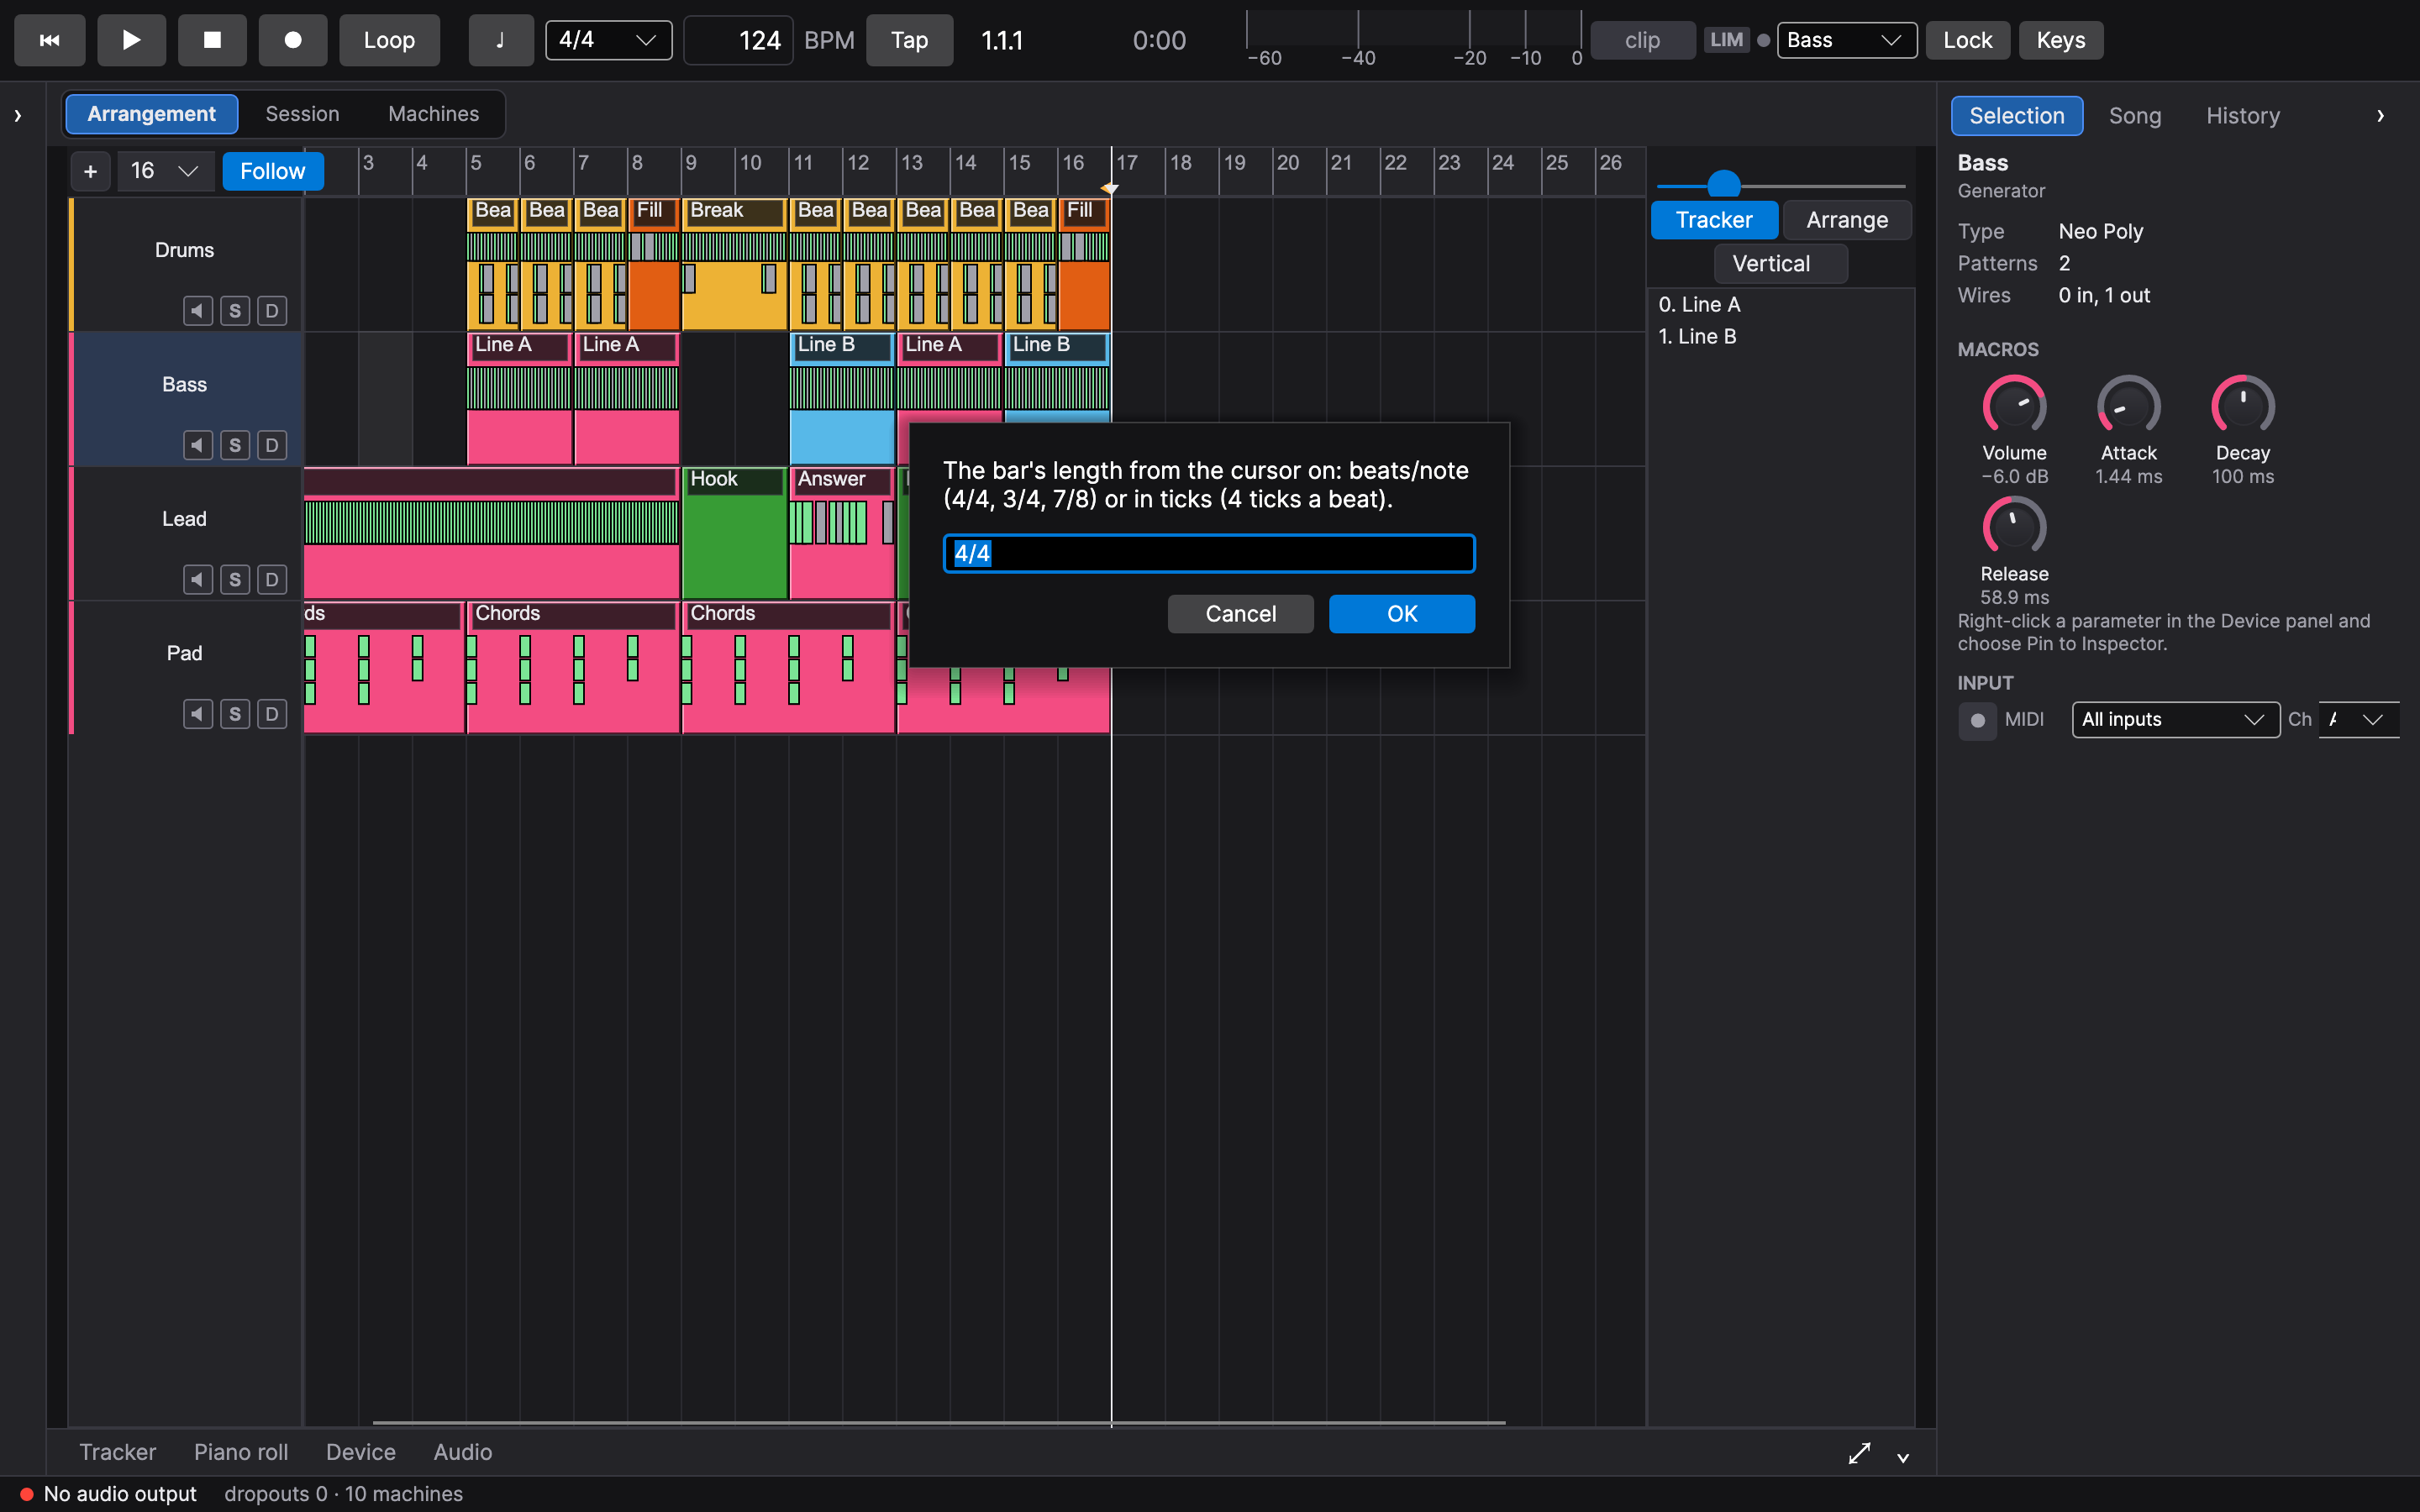 Loop
4/4
124 BPM
Tap
1.1.1
0:00
−60 −40 −20 −10 0
clip
LIM
Bass
Lock
Keys
Arrangement
Session
Machines
Selection
Song
History
16
Follow
3 4 5 6 7 8 9 10 11 12 13 14 15 16 17 18 19 20 21 22 23 24 25 26
Tracker
Arrange
Vertical
0. Line A
1. Line B
Drums
S D
Bea Bea Bea Fill Break Bea Bea Bea Bea Bea Fill
Bass
S D
Line A Line A Line B Line A Line B
Lead
S D
Hook Answer
Pad
S D
ds Chords Chords
The bar's length from the cursor on: beats/note
(4/4, 3/4, 7/8) or in ticks (4 ticks a beat).
4/4
Cancel
OK
Bass
Generator
Type Neo Poly
Patterns 2
Wires 0 in, 1 out
MACROS
Volume Attack Decay
−6.0 dB 1.44 ms 100 ms
Release
58.9 ms
Right-click a parameter in the Device panel and
choose Pin to Inspector.
INPUT
MIDI All inputs Ch
Tracker Piano roll Device Audio
No audio output dropouts 0 · 10 machines